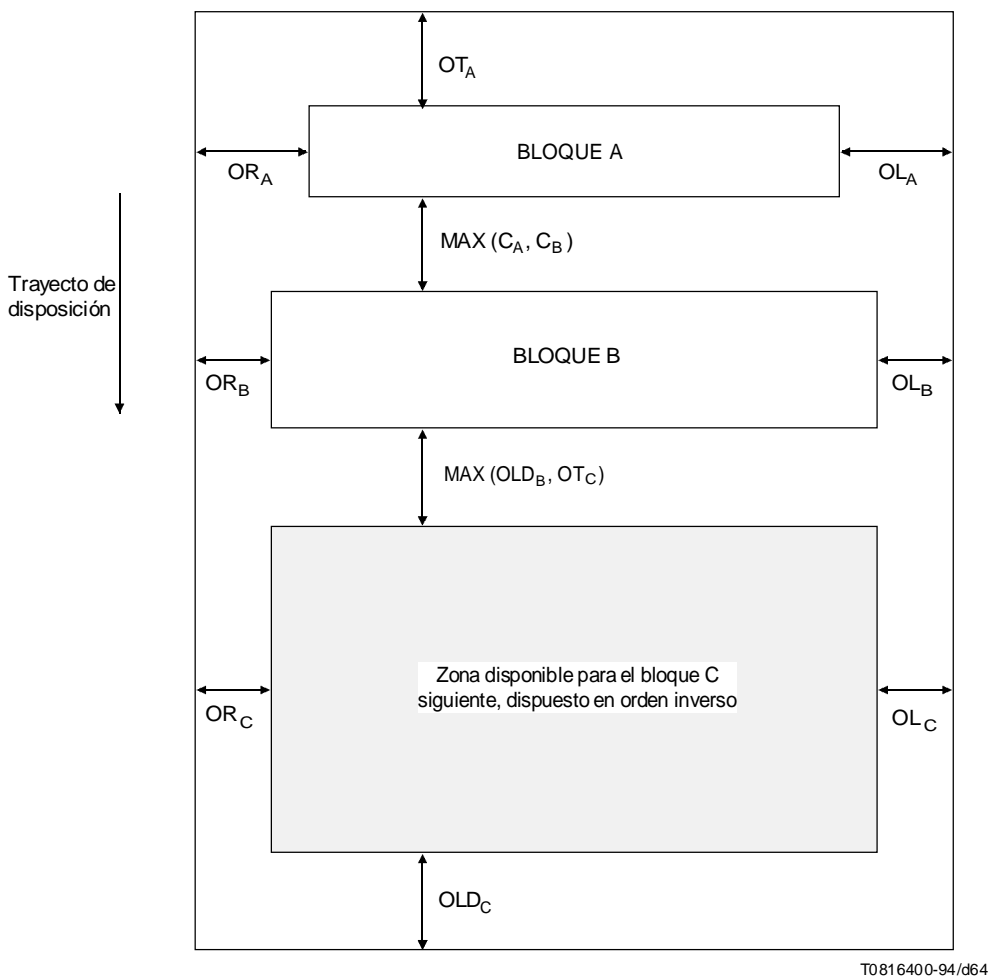 OT_A
BLOQUE A
OR_A
OL_A
MAX (C_A, C_B)
Trayecto de
disposición
BLOQUE B
OR_B
OL_B
MAX (OLD_B, OT_C)
Zona disponible para el bloque C
siguiente, dispuesto en orden inverso
OR_C
OL_C
OLD_C
T0816400-94/d64